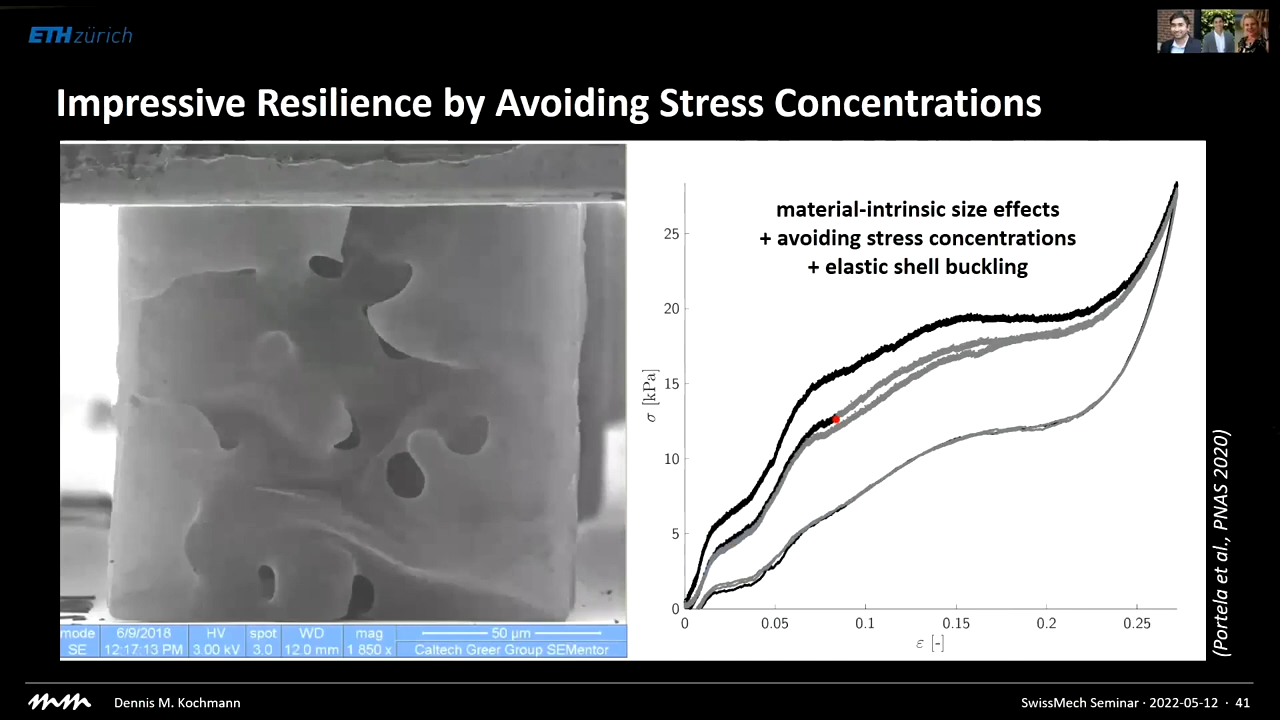 ETHzürich
Impressive Resilience by Avoiding Stress Concentrations
material-intrinsic size effects
+ avoiding stress concentrations
+ elastic shell buckling
σ [kPa]
25
20
15
10
5
0
0 0.05 0.1 0.15 0.2 0.25
ε [-]
(Portela et al., PNAS 2020)
mode 6/9/2018 HV spot WD mag 50 μm
SE 12:17:13 PM 3.00 kV 3.0 12.0 mm 1 850 x Caltech Greer Group SEMentor
Dennis M. Kochmann
SwissMech Seminar · 2022-05-12 · 41